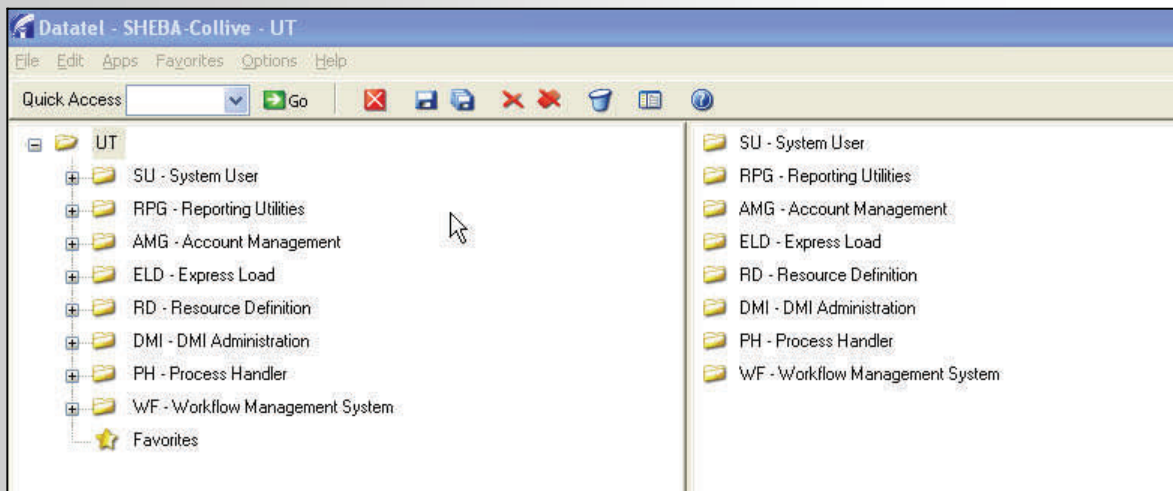 Datatel - SHEBA-Collive - UT
File Edit Apps Favorites Options Help
Quick Access Go
UT
SU - System User
RPG - Reporting Utilities
AMG - Account Management
ELD - Express Load
RD - Resource Definition
DMI - DMI Administration
PH - Process Handler
WF - Workflow Management System
Favorites
SU - System User
RPG - Reporting Utilities
AMG - Account Management
ELD - Express Load
RD - Resource Definition
DMI - DMI Administration
PH - Process Handler
WF - Workflow Management System